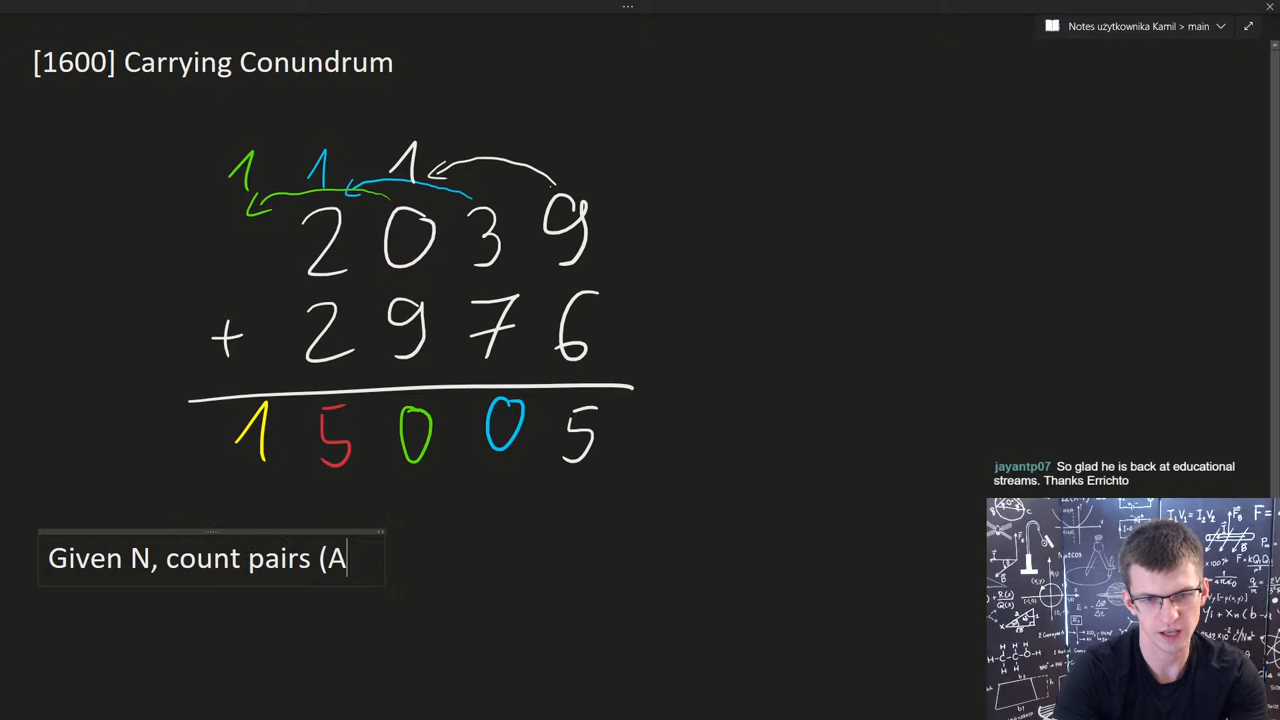 Notes użytkownika Kamil > main
[1600] Carrying Conundrum
1 1 1
2 0 3 9
+ 2 9 7 6
1 5 0 0 5
jayantp07 So glad he is back at educational
streams. Thanks Errichto
Given N, count pairs (A